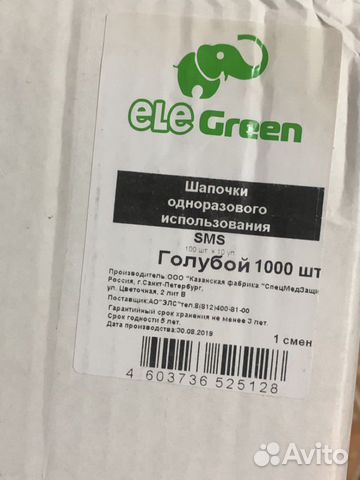 eLe Green
Шапочки
одноразового
использования
SMS
100 шт. x 10 уп.
Голубой 1000 шт
Производитель:ООО "Казанская фабрика "СпецМедЗащи
Россия, г.Санкт-Петербург,
ул. Цветочная, 2 лит В
Поставщик:АО"ЭЛС"тел.8(812)400-81-00
Гарантийный срок хранения не менее 3 лет.
Срок годности 5 лет.
Дата производства:30.08.2019
1 смен
4 603736 525128
Avito